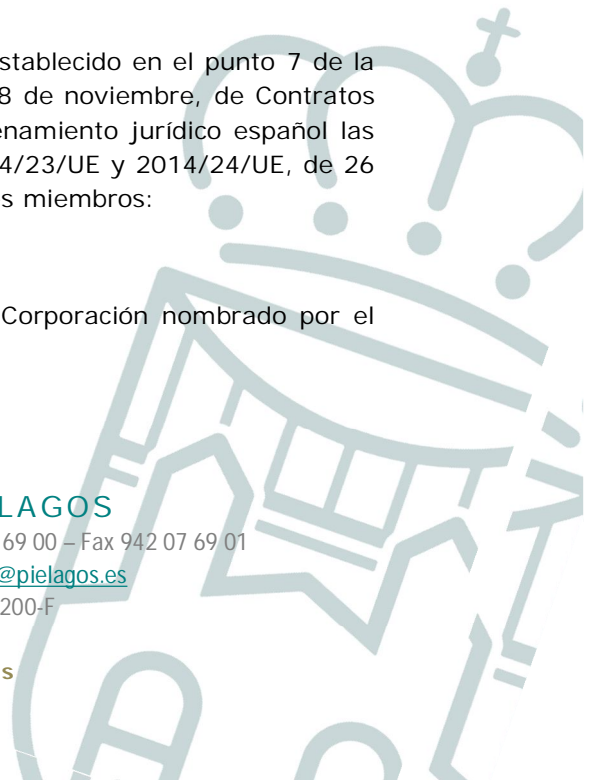 stablecido en el punto 7 de la
8 de noviembre, de Contratos
enamiento jurídico español las
4/23/UE y 2014/24/UE, de 26
s miembros:
Corporación nombrado por el
LAGOS
69 00 – Fax 942 07 69 01
@pielagos.es
200-F
s